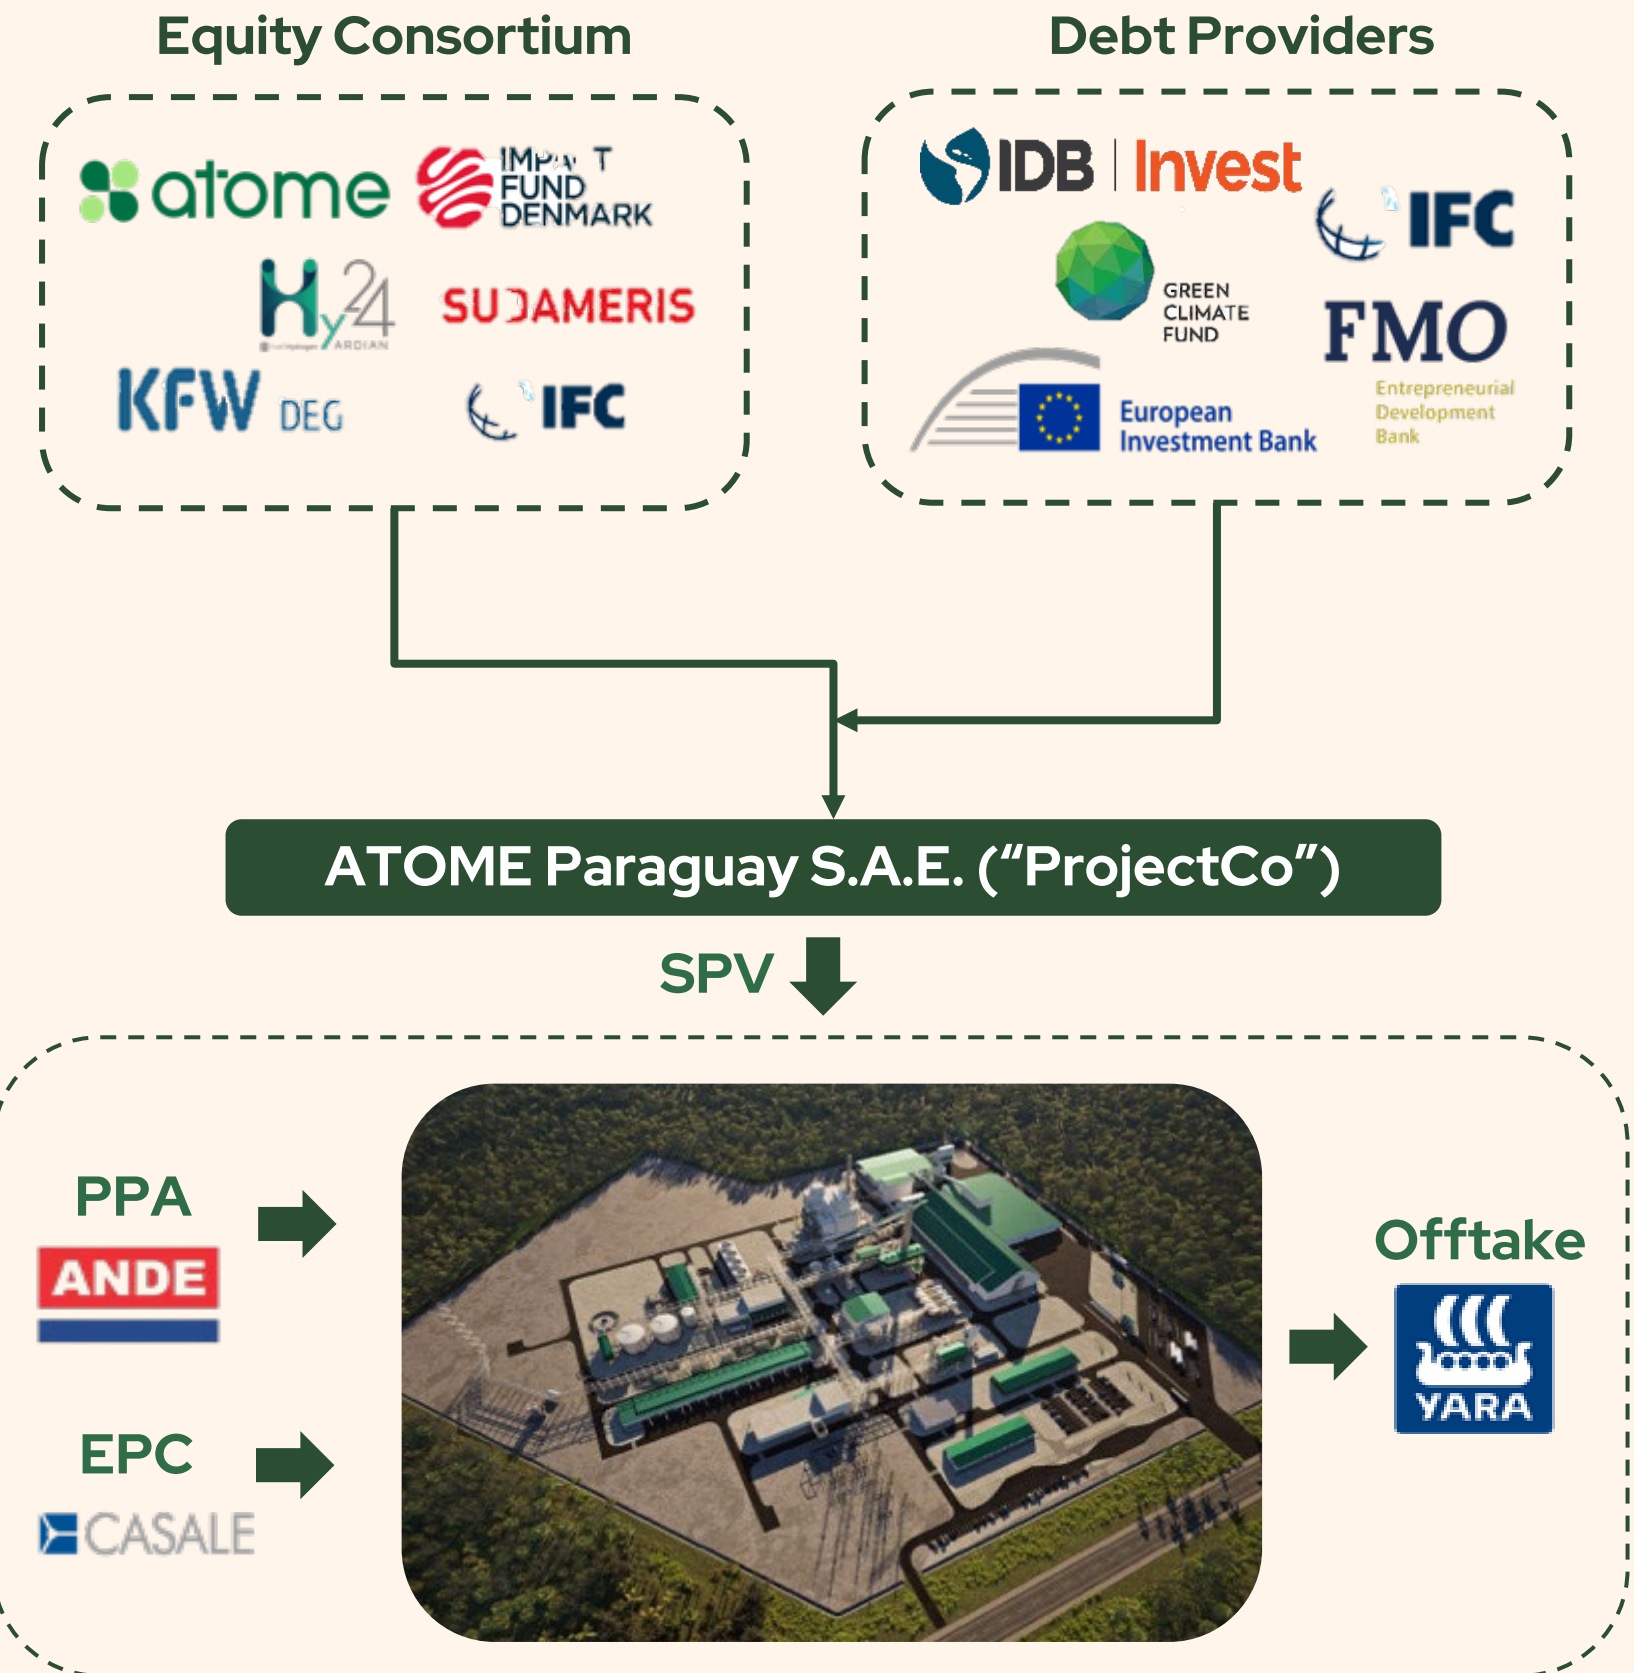 Equity Consortium
Debt Providers
atome
IMPACT
FUND
DENMARK
Hy24
ARDIAN
SUDAMERIS
KFW DEG
IFC
IDB | Invest
IFC
GREEN
CLIMATE
FUND
FMO
Entrepreneurial
Development
Bank
European
Investment Bank
ATOME Paraguay S.A.E. (“ProjectCo”)
SPV
PPA
ANDE
EPC
CASALE
Offtake
YARA